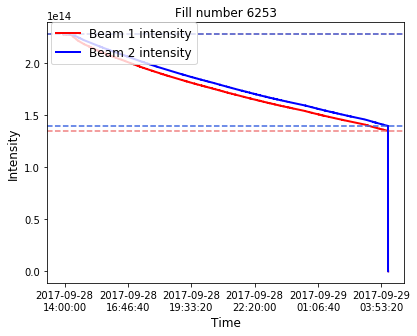 Fill number 6253
1e14
Beam 1 intensity
Beam 2 intensity
2.0
1.5
1.0
0.5
0.0
Intensity
2017-09-28 2017-09-28 2017-09-28 2017-09-28 2017-09-29 2017-09-29
14:00:00 16:46:40 19:33:20 22:20:00 01:06:40 03:53:20
Time